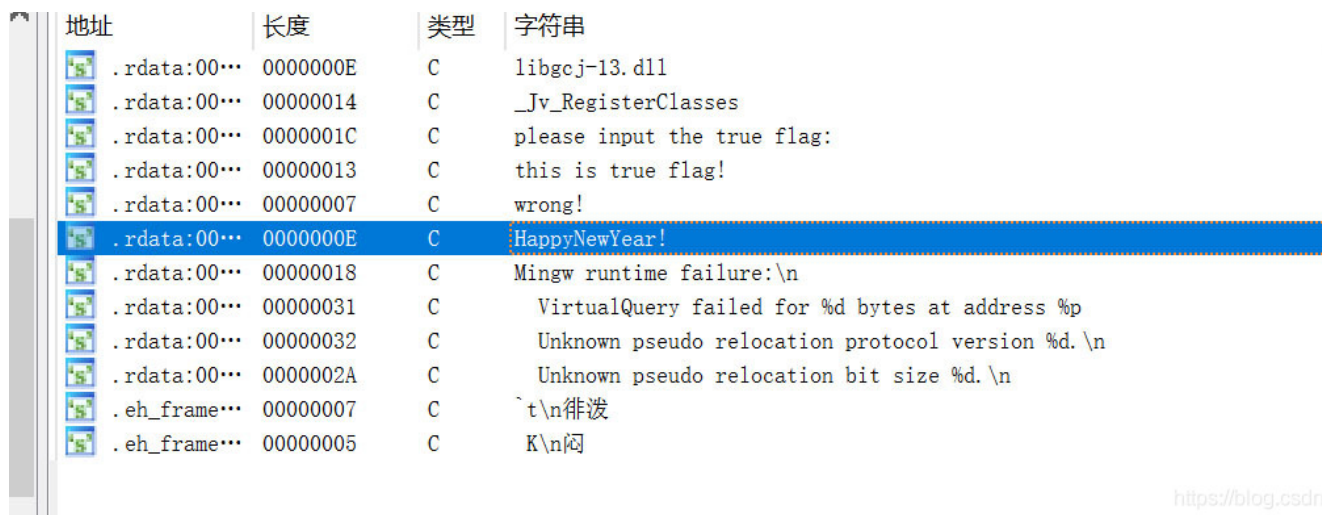 地址 长度 类型 字符串
.rdata:00··· 0000000E C libgcj-13.dll
.rdata:00··· 00000014 C _Jv_RegisterClasses
.rdata:00··· 0000001C C please input the true flag:
.rdata:00··· 00000013 C this is true flag!
.rdata:00··· 00000007 C wrong!
.rdata:00··· 0000000E C HappyNewYear!
.rdata:00··· 00000018 C Mingw runtime failure:\n
.rdata:00··· 00000031 C VirtualQuery failed for %d bytes at address %p
.rdata:00··· 00000032 C Unknown pseudo relocation protocol version %d.\n
.rdata:00··· 0000002A C Unknown pseudo relocation bit size %d.\n
.eh_frame··· 00000007 C `t\n徘泼
.eh_frame··· 00000005 C K\n闷
https://blog.csdn